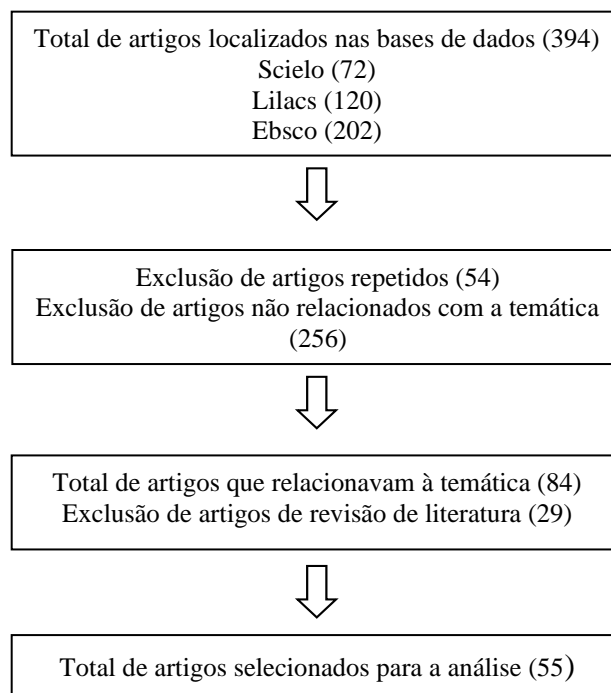 Total de artigos localizados nas bases de dados (394)
Scielo (72)
Lilacs (120)
Ebsco (202)
Exclusão de artigos repetidos (54)
Exclusão de artigos não relacionados com a temática
(256)
Total de artigos que relacionavam à temática (84)
Exclusão de artigos de revisão de literatura (29)
Total de artigos selecionados para a análise (55)